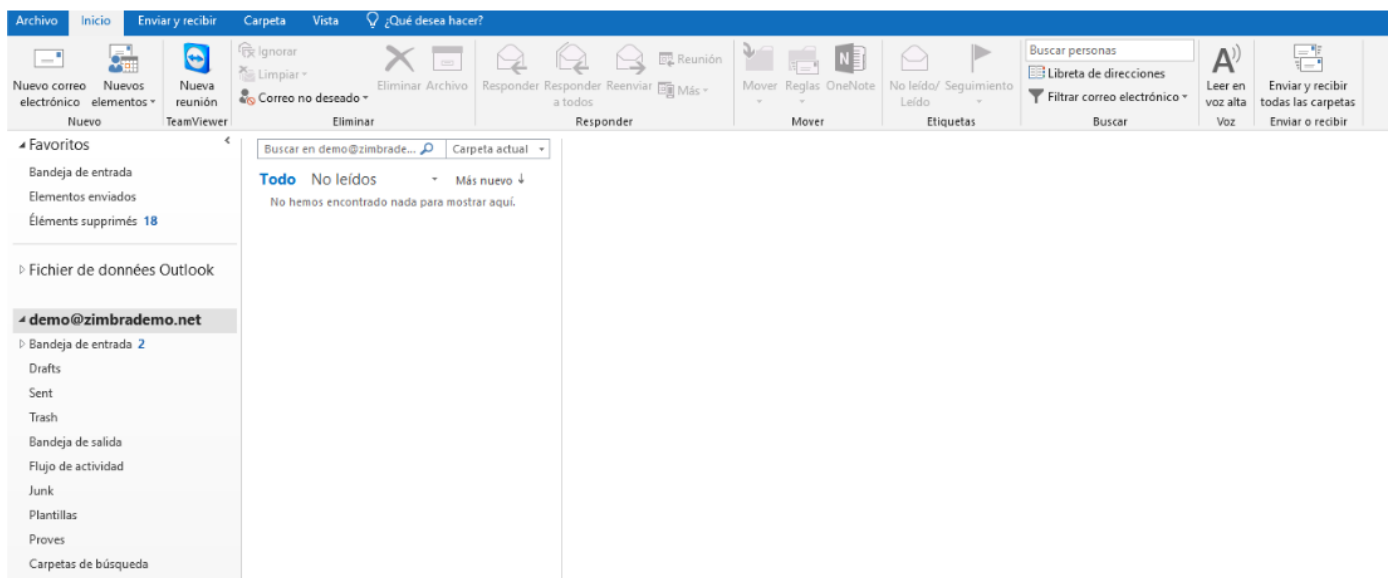 Archivo Inicio Enviar y recibir Carpeta Vista ¿Qué desea hacer?
Nuevo correo electrónico
Nuevos elementos
Nuevo
Nueva reunión
TeamViewer
Ignorar
Limpiar
Correo no deseado
Eliminar Archivo
Eliminar
Responder Responder a todos Reenviar
Reunión
Más
Responder
Mover Reglas OneNote
Mover
No leído/ Leído
Seguimiento
Etiquetas
Buscar personas
Libreta de direcciones
Filtrar correo electrónico
Buscar
A
Leer en voz alta
Voz
Enviar y recibir todas las carpetas
Enviar o recibir
Favoritos
Bandeja de entrada
Elementos enviados
Éléments supprimés 18
Fichier de données Outlook
demo@zimbrademo.net
Bandeja de entrada 2
Drafts
Sent
Trash
Bandeja de salida
Flujo de actividad
Junk
Plantillas
Proves
Carpetas de búsqueda
Buscar en demo@zimbrade... Carpeta actual
Todo No leídos Más nuevo ↓
No hemos encontrado nada para mostrar aquí.